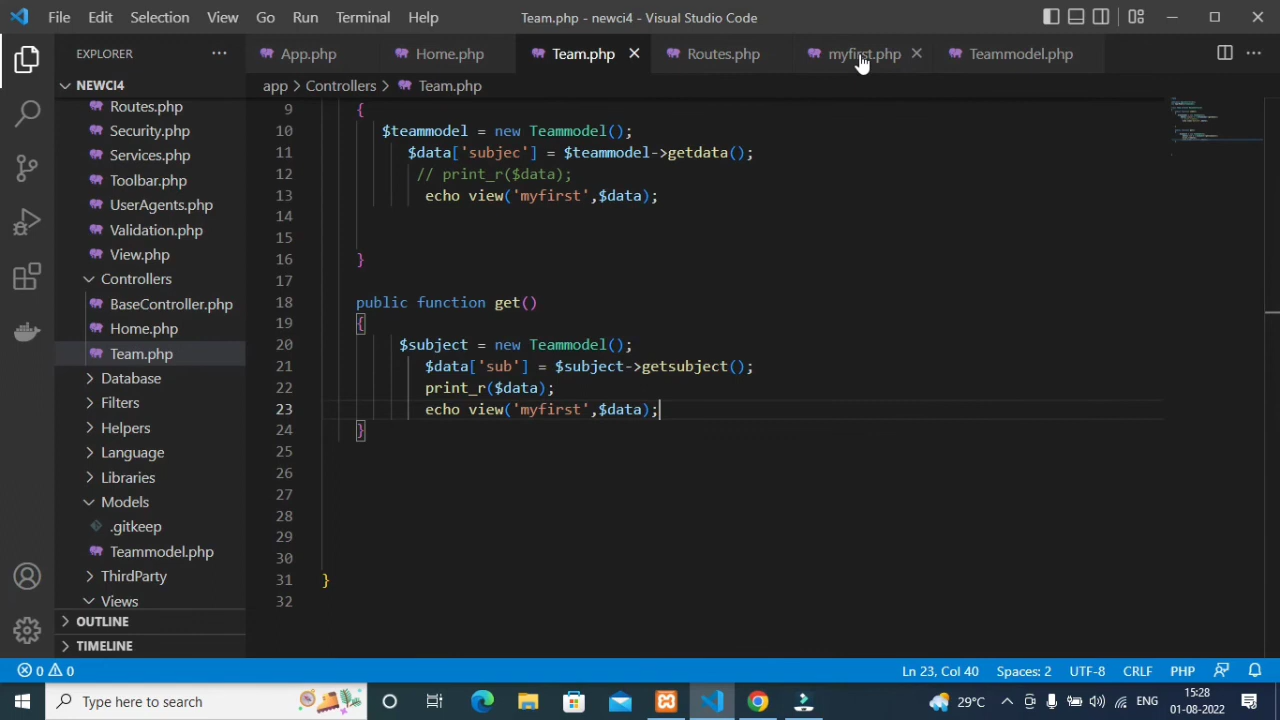 File Edit Selection View Go Run Terminal Help Team.php - newci4 - Visual Studio Code
EXPLORER
App.php Home.php Team.php Routes.php myfirst.php Teammodel.php
NEWCI4
app > Controllers > Team.php
Routes.php
Security.php
Services.php
Toolbar.php
UserAgents.php
Validation.php
View.php
Controllers
BaseController.php
Home.php
Team.php
Database
Filters
Helpers
Language
Libraries
Models
.gitkeep
Teammodel.php
ThirdParty
Views
OUTLINE
TIMELINE
9 {
10 $teammodel = new Teammodel();
11 $data['subjec'] = $teammodel->getdata();
12 // print_r($data);
13 echo view('myfirst',$data);
14
15
16 }
17
18 public function get()
19 {
20 $subject = new Teammodel();
21 $data['sub'] = $subject->getsubject();
22 print_r($data);
23 echo view('myfirst',$data);
24 }
25
26
27
28
29
30
31 }
32
0 0 Ln 23, Col 40 Spaces: 2 UTF-8 CRLF PHP
Type here to search 29°C ENG 15:28
01-08-2022